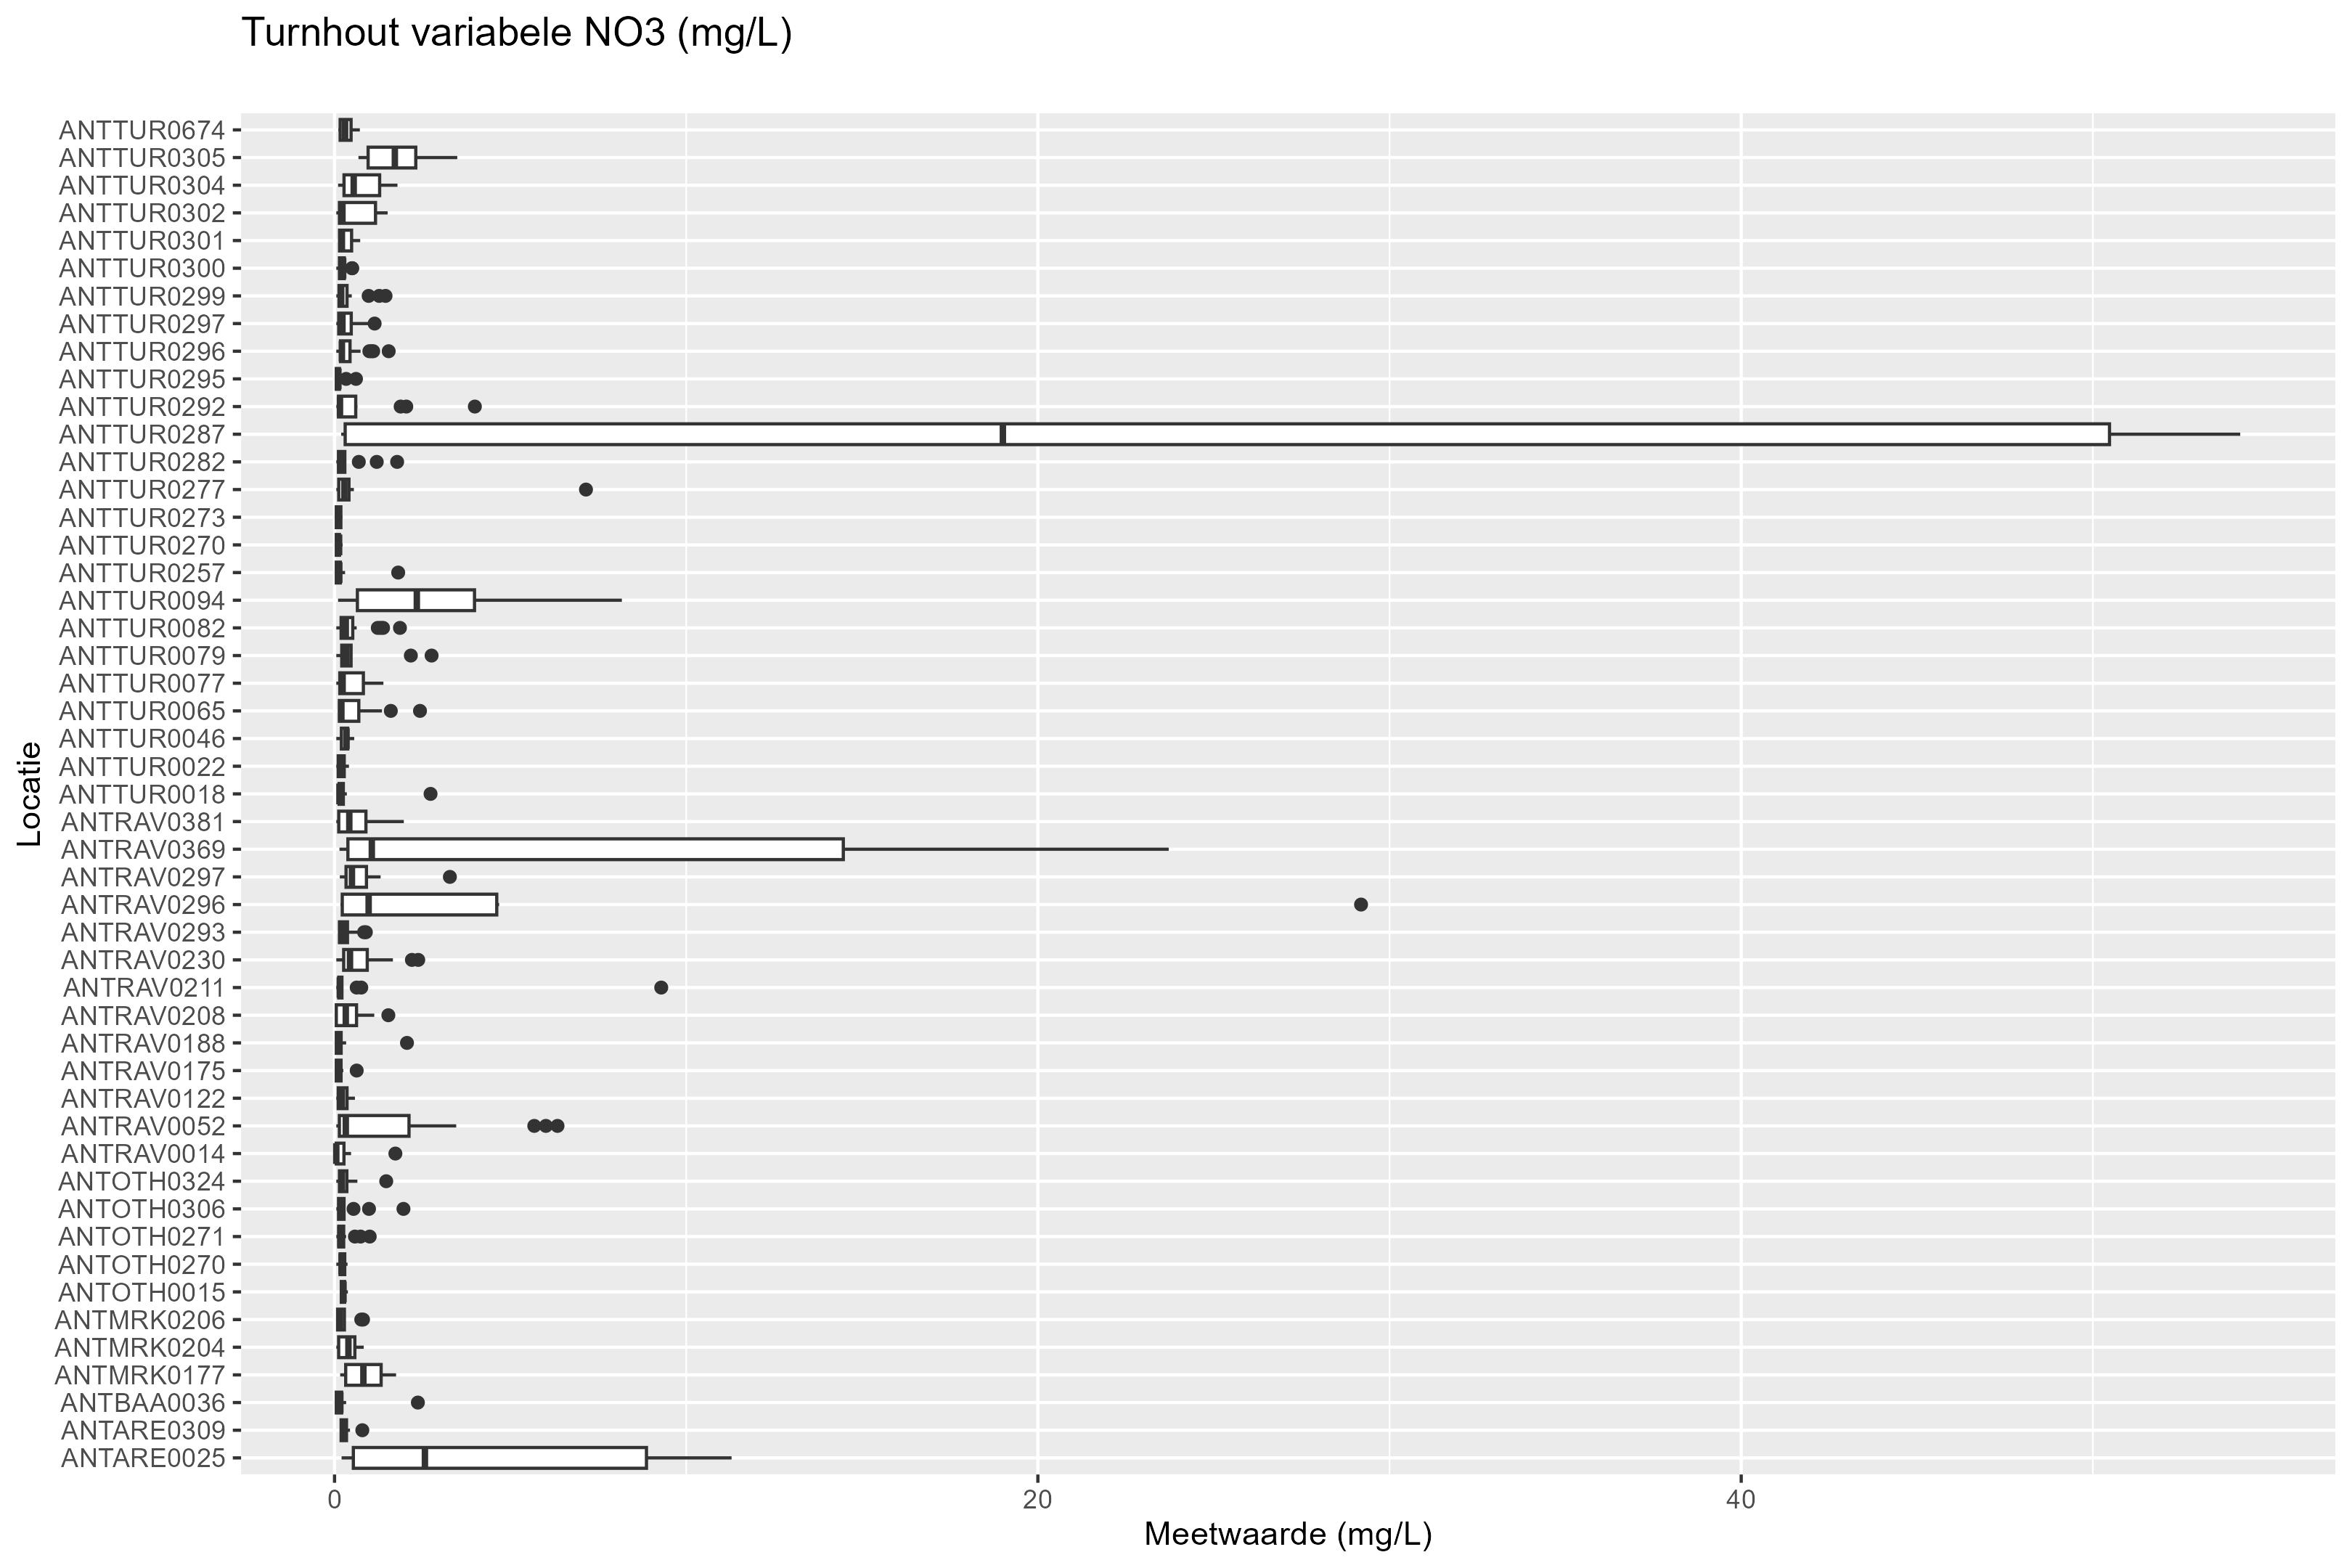 Turnhout variabele NO3 (mg/L)
Locatie
ANTTUR0674
ANTTUR0305
ANTTUR0304
ANTTUR0302
ANTTUR0301
ANTTUR0300
ANTTUR0299
ANTTUR0297
ANTTUR0296
ANTTUR0295
ANTTUR0292
ANTTUR0287
ANTTUR0282
ANTTUR0277
ANTTUR0273
ANTTUR0270
ANTTUR0257
ANTTUR0094
ANTTUR0082
ANTTUR0079
ANTTUR0077
ANTTUR0065
ANTTUR0046
ANTTUR0022
ANTTUR0018
ANTRAV0381
ANTRAV0369
ANTRAV0297
ANTRAV0296
ANTRAV0293
ANTRAV0230
ANTRAV0211
ANTRAV0208
ANTRAV0188
ANTRAV0175
ANTRAV0122
ANTRAV0052
ANTRAV0014
ANTOTH0324
ANTOTH0306
ANTOTH0271
ANTOTH0270
ANTOTH0015
ANTMRK0206
ANTMRK0204
ANTMRK0177
ANTBAA0036
ANTARE0309
ANTARE0025
0 20 40
Meetwaarde (mg/L)